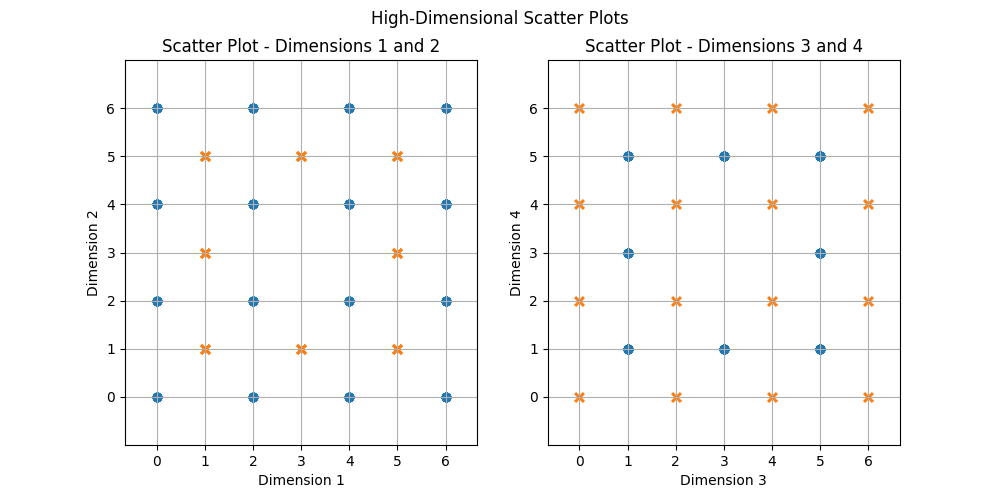 High-Dimensional Scatter Plots
Scatter Plot - Dimensions 1 and 2
6
5
4
3
2
1
0
Dimension 2
0 1 2 3 4 5 6
Dimension 1
Scatter Plot - Dimensions 3 and 4
6
5
4
3
2
1
0
Dimension 4
0 1 2 3 4 5 6
Dimension 3